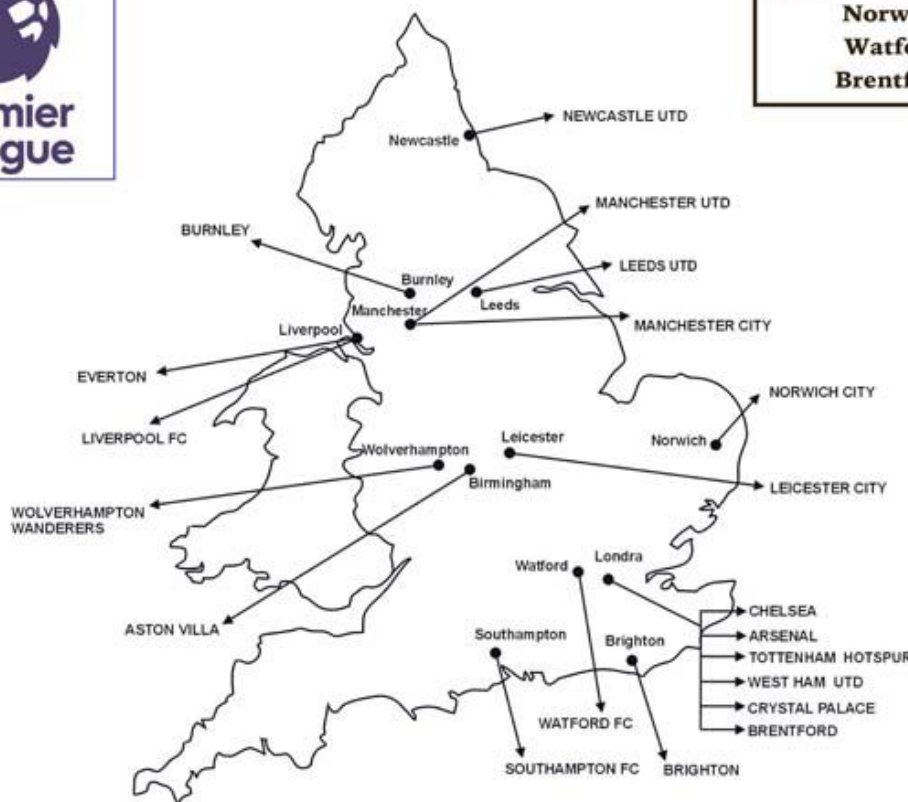 mier
gue
Norw
Watfo
Brentf
Newcastle
NEWCASTLE UTD
MANCHESTER UTD
BURNLEY
LEEDS UTD
Burnley
Leeds
Manchester
MANCHESTER CITY
Liverpool
EVERTON
LIVERPOOL FC
NORWICH CITY
Norwich
Leicester
Wolverhampton
Birmingham
LEICESTER CITY
WOLVERHAMPTON
WANDERERS
Watford
Londra
ASTON VILLA
Southampton
Brighton
CHELSEA
ARSENAL
TOTTENHAM HOTSPUR
WEST HAM UTD
CRYSTAL PALACE
BRENTFORD
WATFORD FC
SOUTHAMPTON FC
BRIGHTON